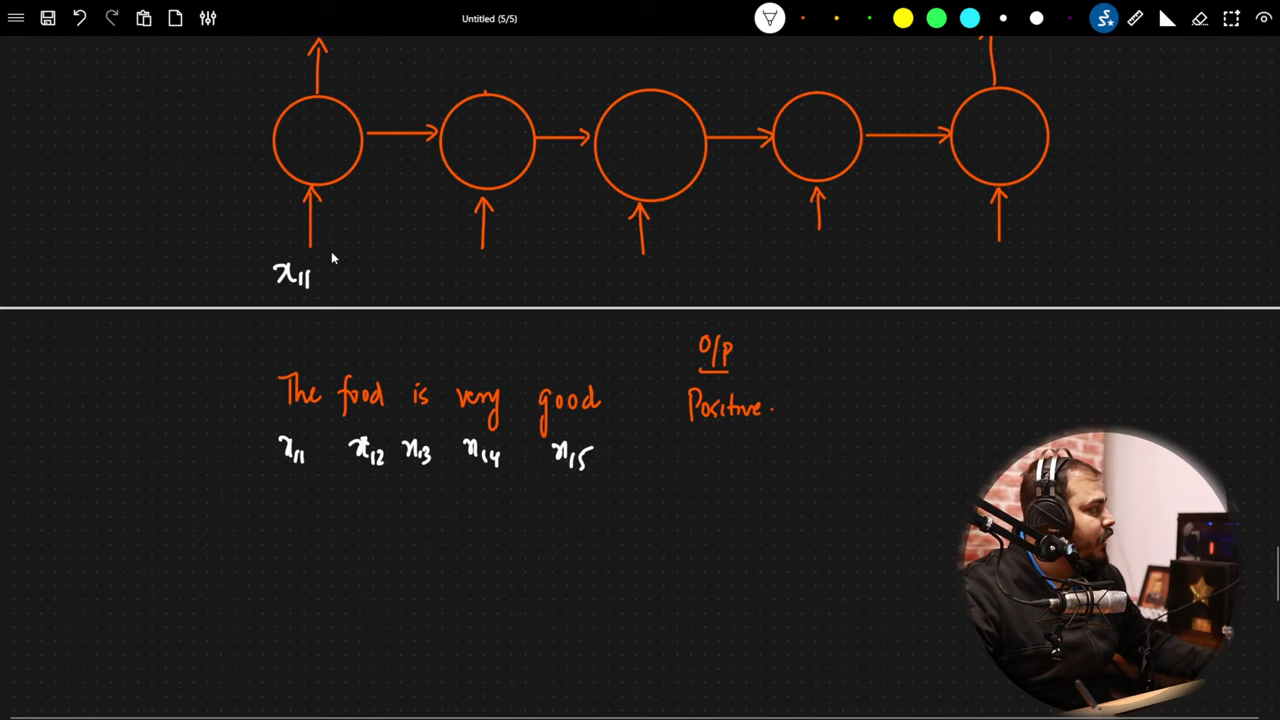 Untitled (5/5)
x11
O/P
The food is very good
Positive.
x11 x12 x13 x14 x15